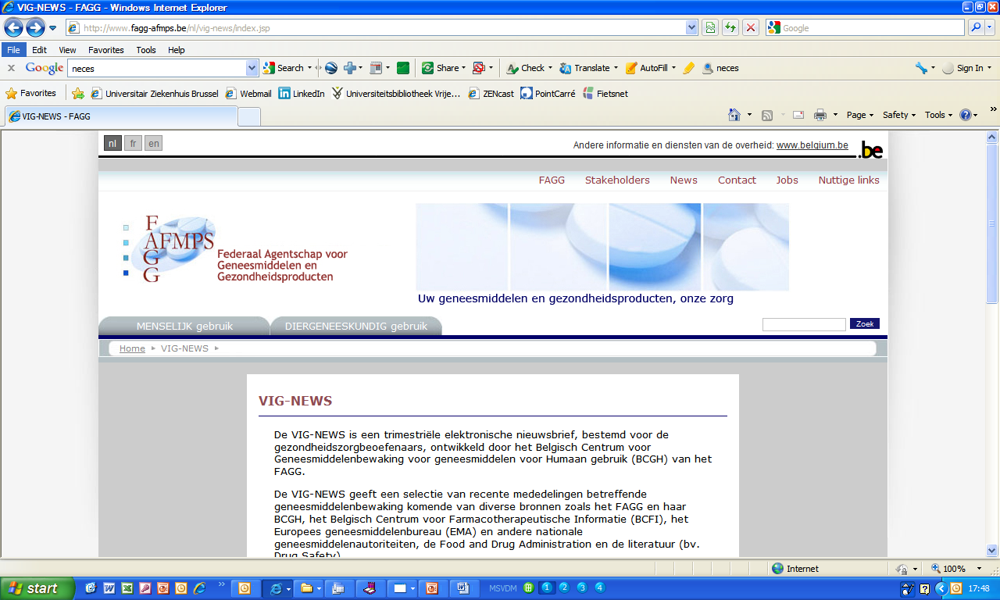 VIG-NEWS - FAGG - Windows Internet Explorer
http://www.fagg-afmps.be/nl/vig-news/index.jsp
Google
File Edit View Favorites Tools Help
x Google neces Search Share Check Translate AutoFill neces Sign In
Favorites Universitair Ziekenhuis Brussel Webmail LinkedIn Universiteitsbibliotheek Vrije... ZENcast PointCarré Fietsnet
VIG-NEWS - FAGG Page Safety Tools
nl fr en Andere informatie en diensten van de overheid: www.belgium.be .be
FAGG Stakeholders News Contact Jobs Nuttige links
F
AFMPS
G
G
Federaal Agentschap voor
Geneesmiddelen en
Gezondheidsproducten
Uw geneesmiddelen en gezondheidsproducten, onze zorg
MENSELIJK gebruik DIERGENEESKUNDIG gebruik Zoek
Home VIG-NEWS
VIG-NEWS
De VIG-NEWS is een trimestriële elektronische nieuwsbrief, bestemd voor de
gezondheidszorgbeoefenaars, ontwikkeld door het Belgisch Centrum voor
Geneesmiddelenbewaking voor geneesmiddelen voor Humaan gebruik (BCGH) van het
FAGG.
De VIG-NEWS geeft een selectie van recente mededelingen betreffende
geneesmiddelenbewaking komende van diverse bronnen zoals het FAGG en haar
BCGH, het Belgisch Centrum voor Farmacotherapeutische Informatie (BCFI), het
Europees geneesmiddelenbureau (EMA) en andere nationale
geneesmiddelenautoriteiten, de Food and Drug Administration en de literatuur (bv.
Drug Safety)
Internet 100%
start MSVDM 1 2 3 4 17:48